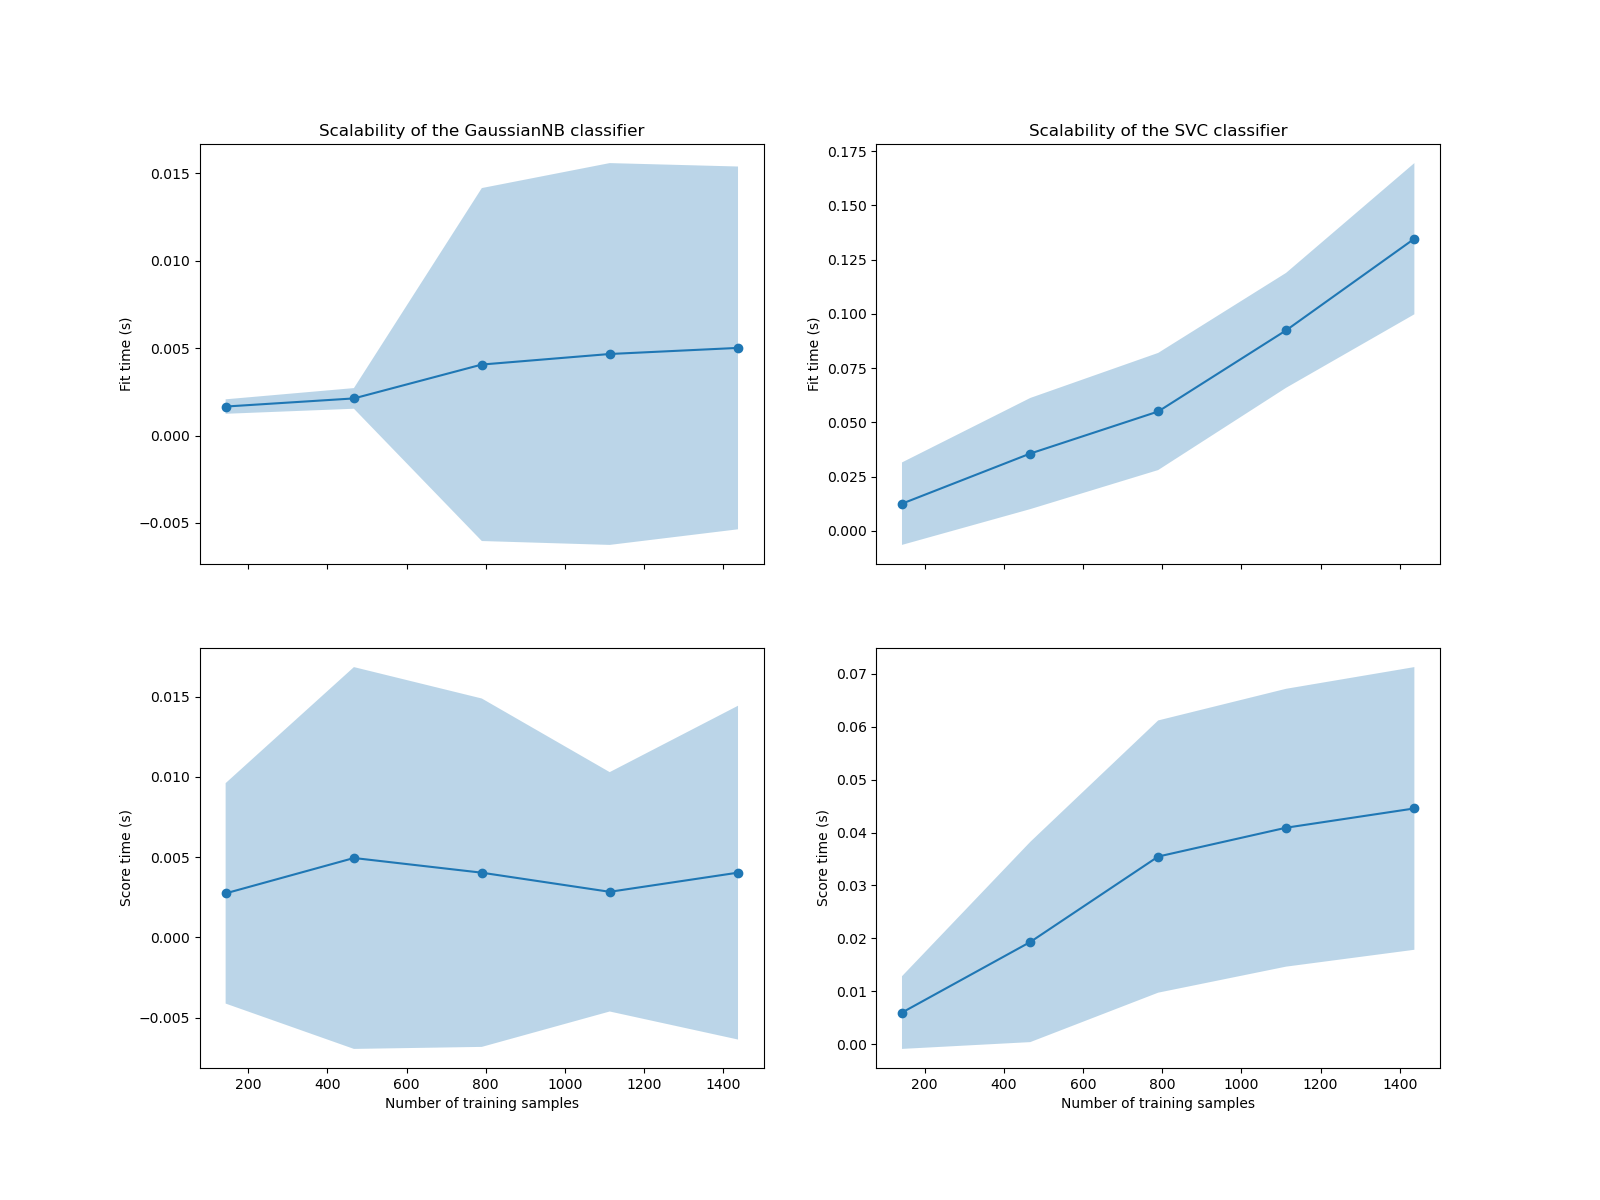 Scalability of the GaussianNB classifier
Fit time (s)
0.015
0.010
0.005
0.000
−0.005
Scalability of the SVC classifier
Fit time (s)
0.175
0.150
0.125
0.100
0.075
0.050
0.025
0.000
Score time (s)
0.015
0.010
0.005
0.000
−0.005
200 400 600 800 1000 1200 1400
Number of training samples
Score time (s)
0.07
0.06
0.05
0.04
0.03
0.02
0.01
0.00
200 400 600 800 1000 1200 1400
Number of training samples